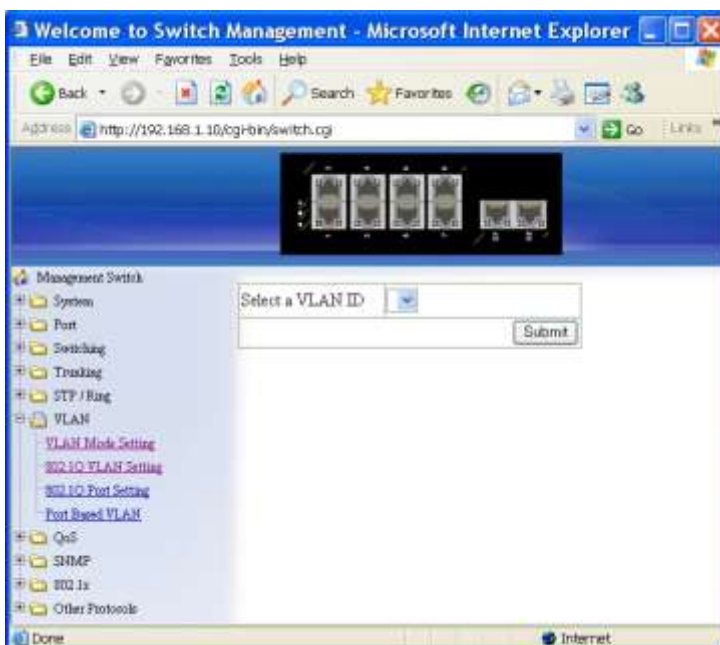 Welcome to Switch Management - Microsoft Internet Explorer
File Edit View Favorites Tools Help
Back Search Favorites
Address http://192.168.1.10/cgi-bin/switch.cgi Go Links
Management Switch
System
Port
Switching
Trunking
STP / Ring
VLAN
VLAN Mode Setting
802.1Q VLAN Setting
802.1Q Port Setting
Port Based VLAN
QoS
SNMP
802.1x
Other Protocols
Select a VLAN ID
Submit
Done Internet